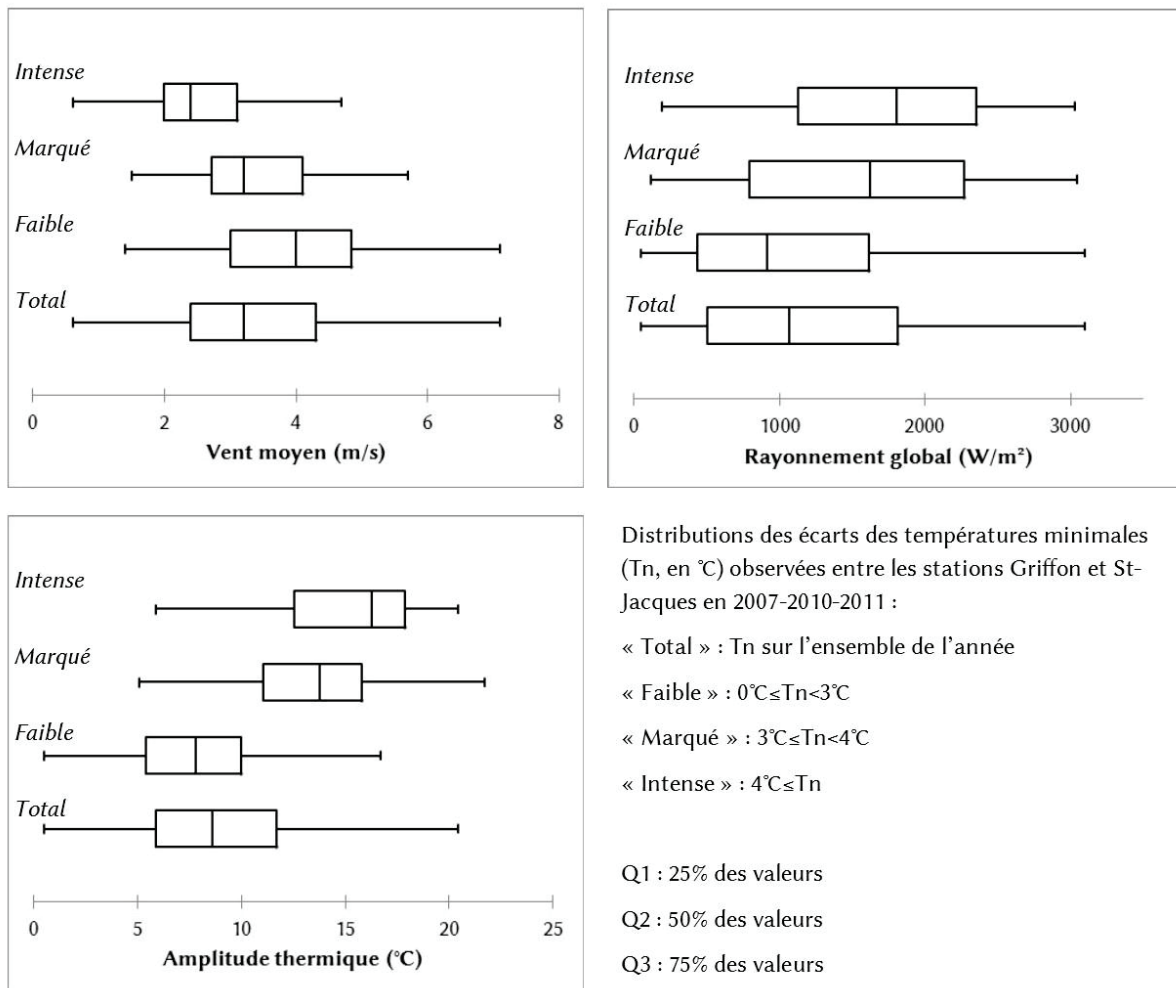 Intense
Marqué
Faible
Total
0 2 4 6 8
Vent moyen (m/s)
Intense
Marqué
Faible
Total
0 1000 2000 3000
Rayonnement global (W/m²)
Intense
Marqué
Faible
Total
0 5 10 15 20 25
Amplitude thermique (°C)
Distributions des écarts des températures minimales
(Tn, en °C) observées entre les stations Griffon et St-
Jacques en 2007-2010-2011 :
« Total » : Tn sur l'ensemble de l'année
« Faible » : 0°C≤Tn<3°C
« Marqué » : 3°C≤Tn<4°C
« Intense » : 4°C≤Tn
Q1 : 25% des valeurs
Q2 : 50% des valeurs
Q3 : 75% des valeurs